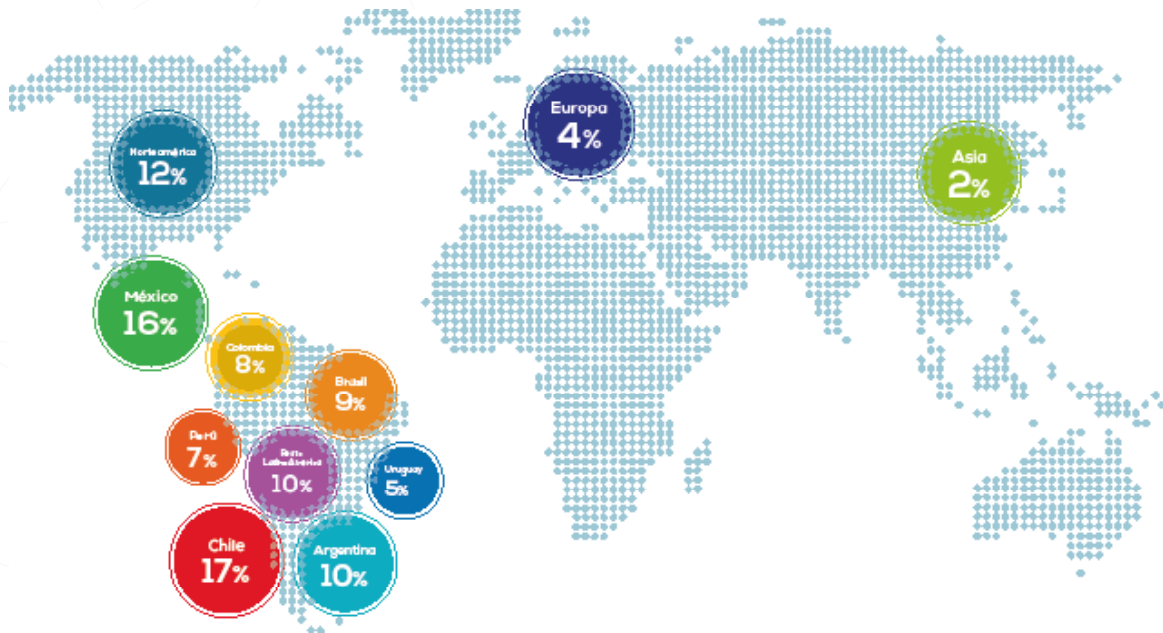 Europa
4%
Norteamérica
12%
Asia
2%
México
16%
Colombia
8%
Brasil
9%
Perú
7%
Resto
Latinoamérica
10%
Uruguay
5%
Chile
17%
Argentina
10%